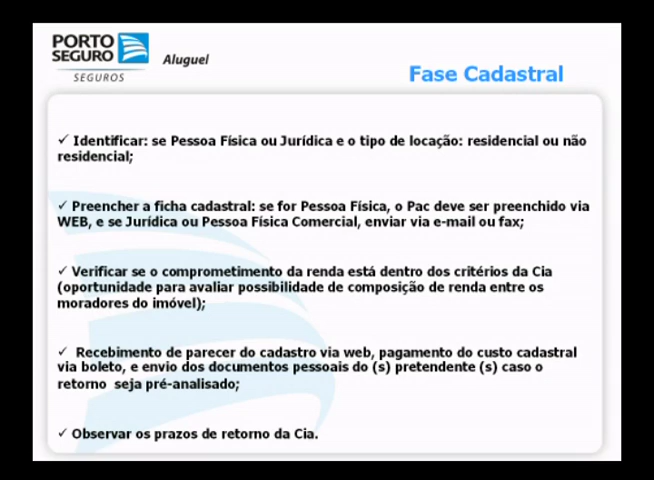 PORTO
SEGURO
SEGUROS
Aluguel
Fase Cadastral
✓ Identificar: se Pessoa Física ou Jurídica e o tipo de locação: residencial ou não
residencial;
✓ Preencher a ficha cadastral: se for Pessoa Física, o Pac deve ser preenchido via
WEB, e se Jurídica ou Pessoa Física Comercial, enviar via e-mail ou fax;
✓ Verificar se o comprometimento da renda está dentro dos critérios da Cia
(oportunidade para avaliar possibilidade de composição de renda entre os
moradores do imóvel);
✓ Recebimento de parecer do cadastro via web, pagamento do custo cadastral
via boleto, e envio dos documentos pessoais do (s) pretendente (s) caso o
retorno seja pré-analisado;
✓ Observar os prazos de retorno da Cia.